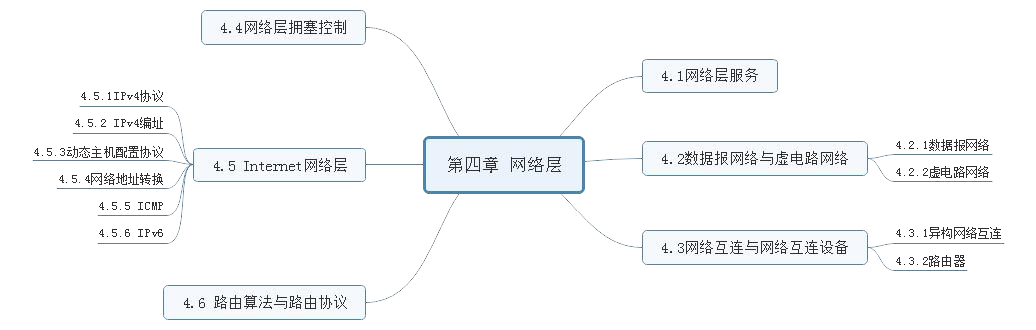 第四章 网络层
4.1网络层服务
4.2数据报网络与虚电路网络
4.2.1数据报网络
4.2.2虚电路网络
4.3网络互连与网络互连设备
4.3.1异构网络互连
4.3.2路由器
4.4网络层拥塞控制
4.5 Internet网络层
4.5.1IPv4协议
4.5.2 IPv4编址
4.5.3动态主机配置协议
4.5.4网络地址转换
4.5.5 ICMP
4.5.6 IPv6
4.6 路由算法与路由协议